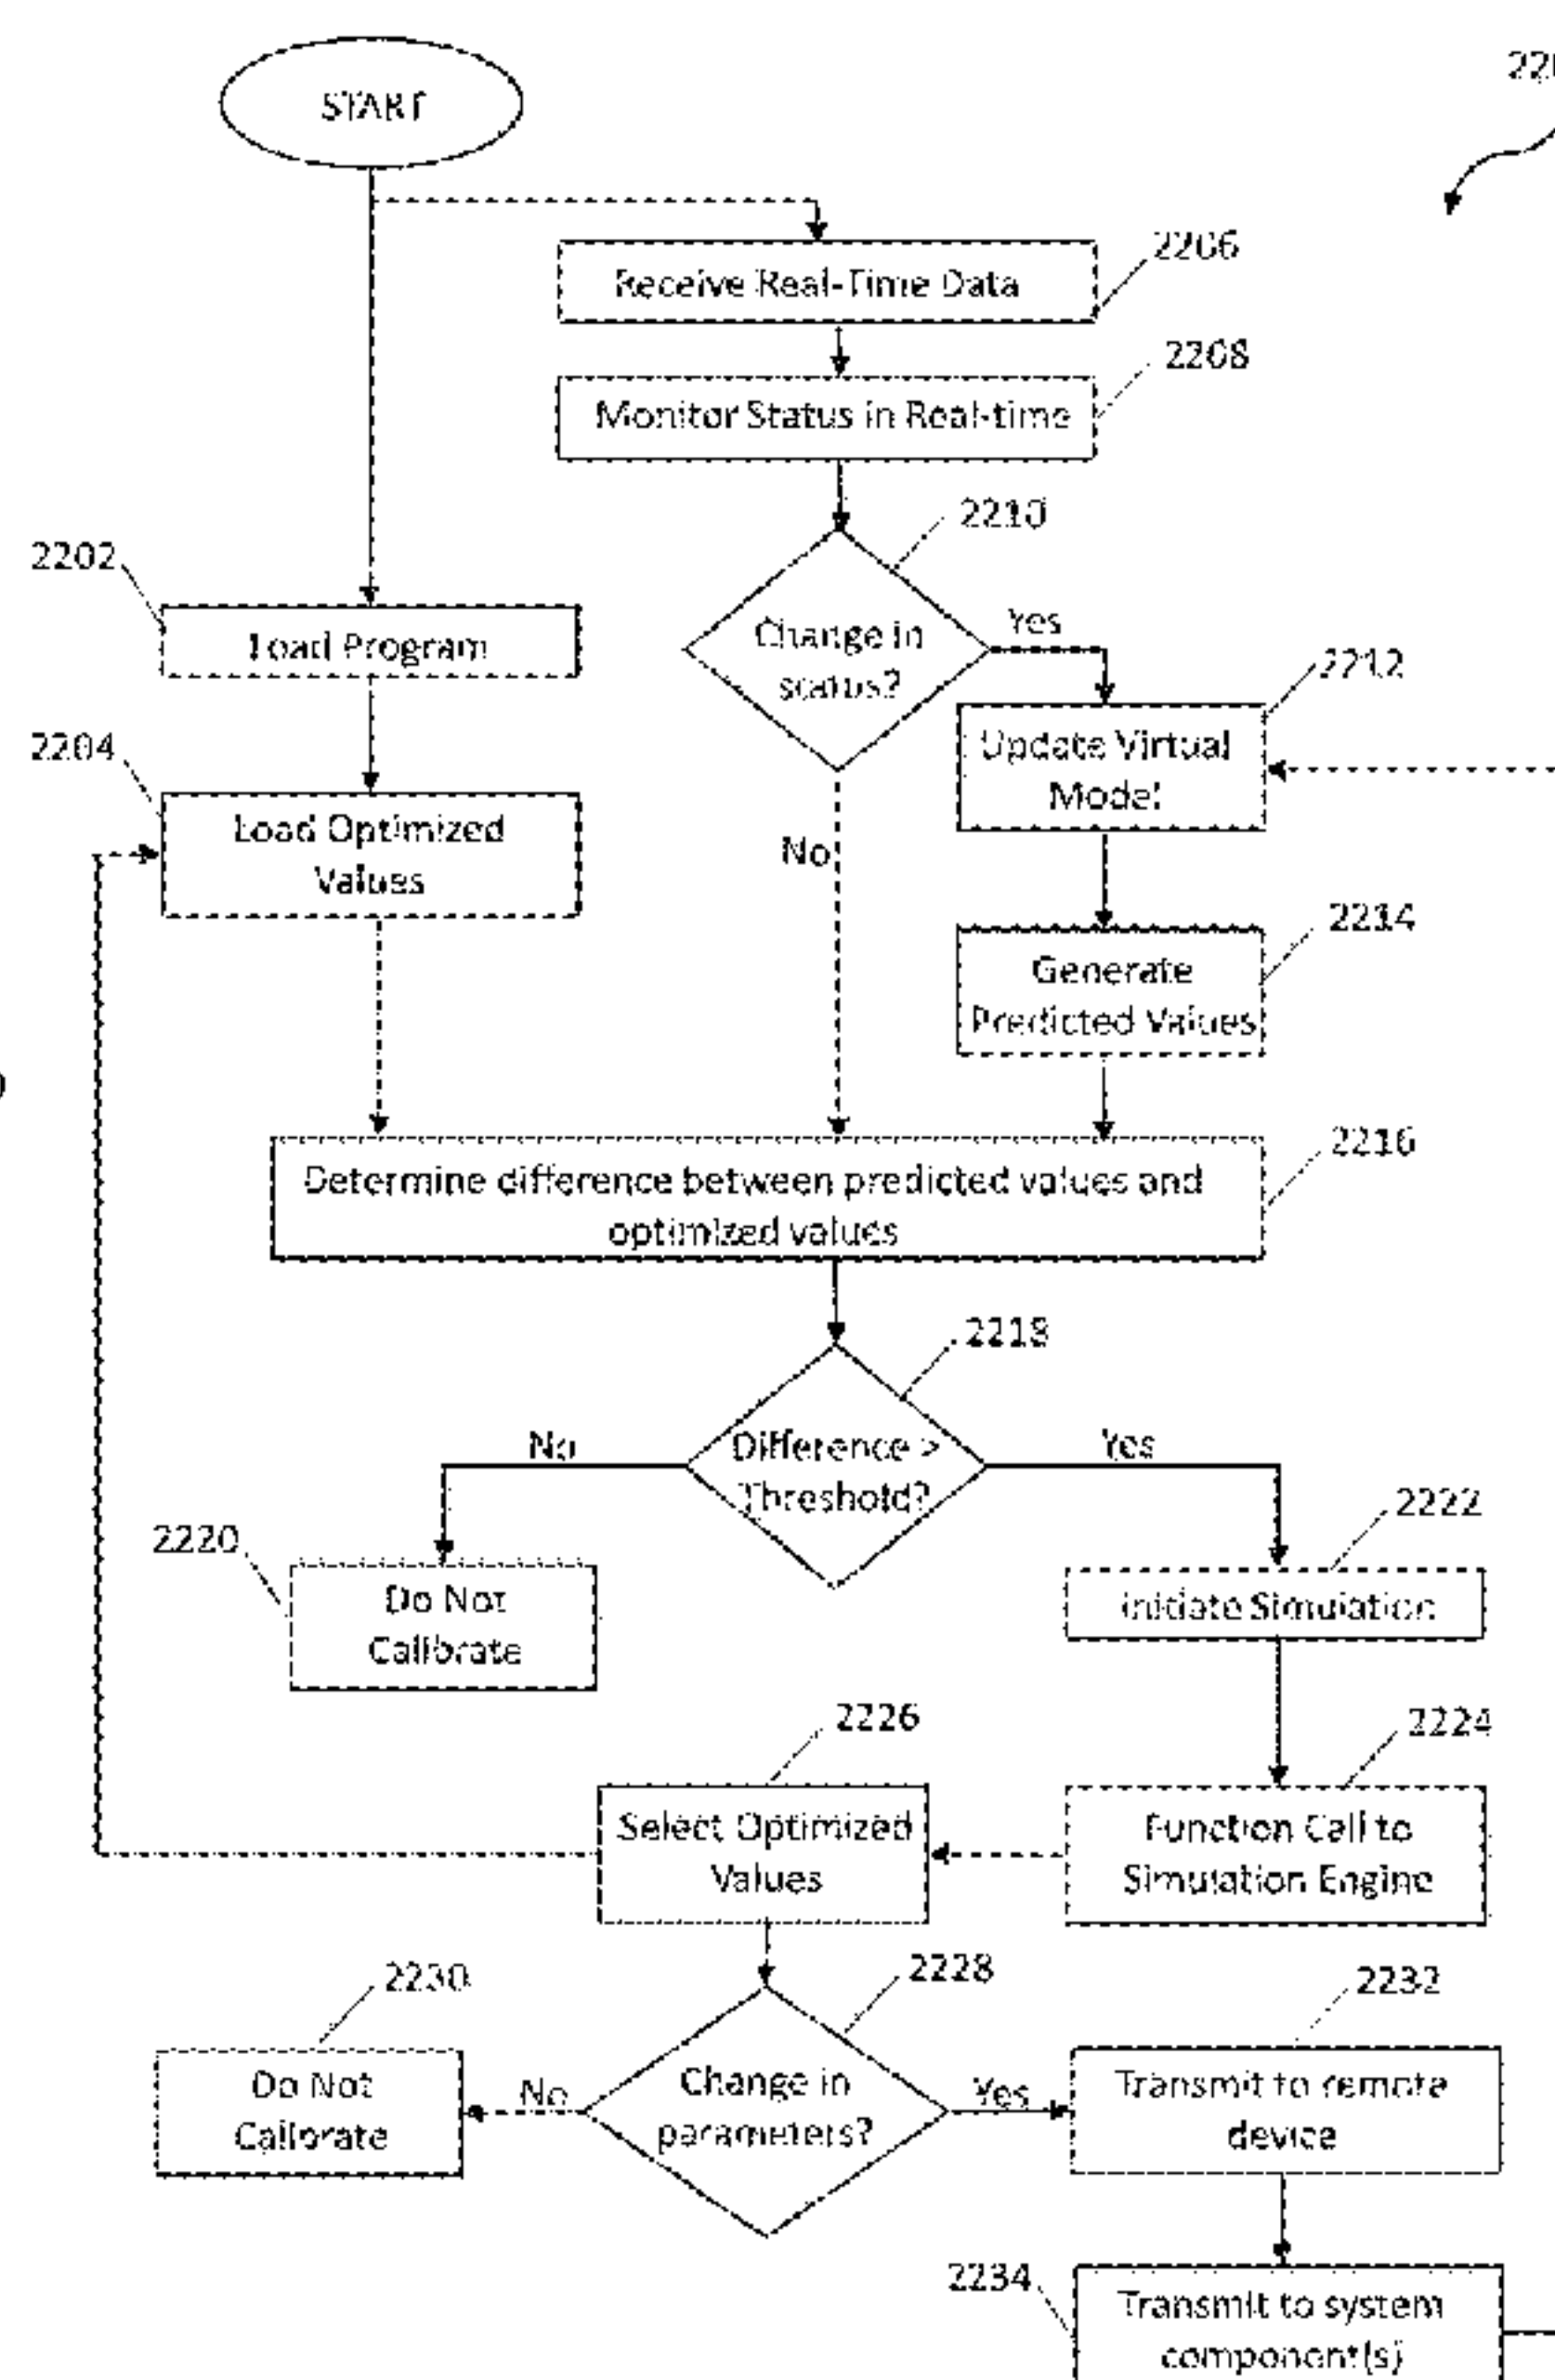 START
2206
Receive Real-Time Data
2208
Monitor Status in Real-time
2210
2202
Change in
status?
Yes
Load Program
2212
2204
Update Virtual
Model
Load Optimized
Values
No
2214
Generate
Predicted Values
2216
Determine difference between predicted values and
optimized values
2218
No
Difference >
Threshold?
Yes
2222
2220
Do Not
Calibrate
Initiate Simulation
2226
2224
Select Optimized
Values
Function Call to
Simulation Engine
2230
2228
2232
Do Not
Calibrate
No
Change in
parameters?
Yes
Transmit to remote
device
2234
Transmit to system
component(s)